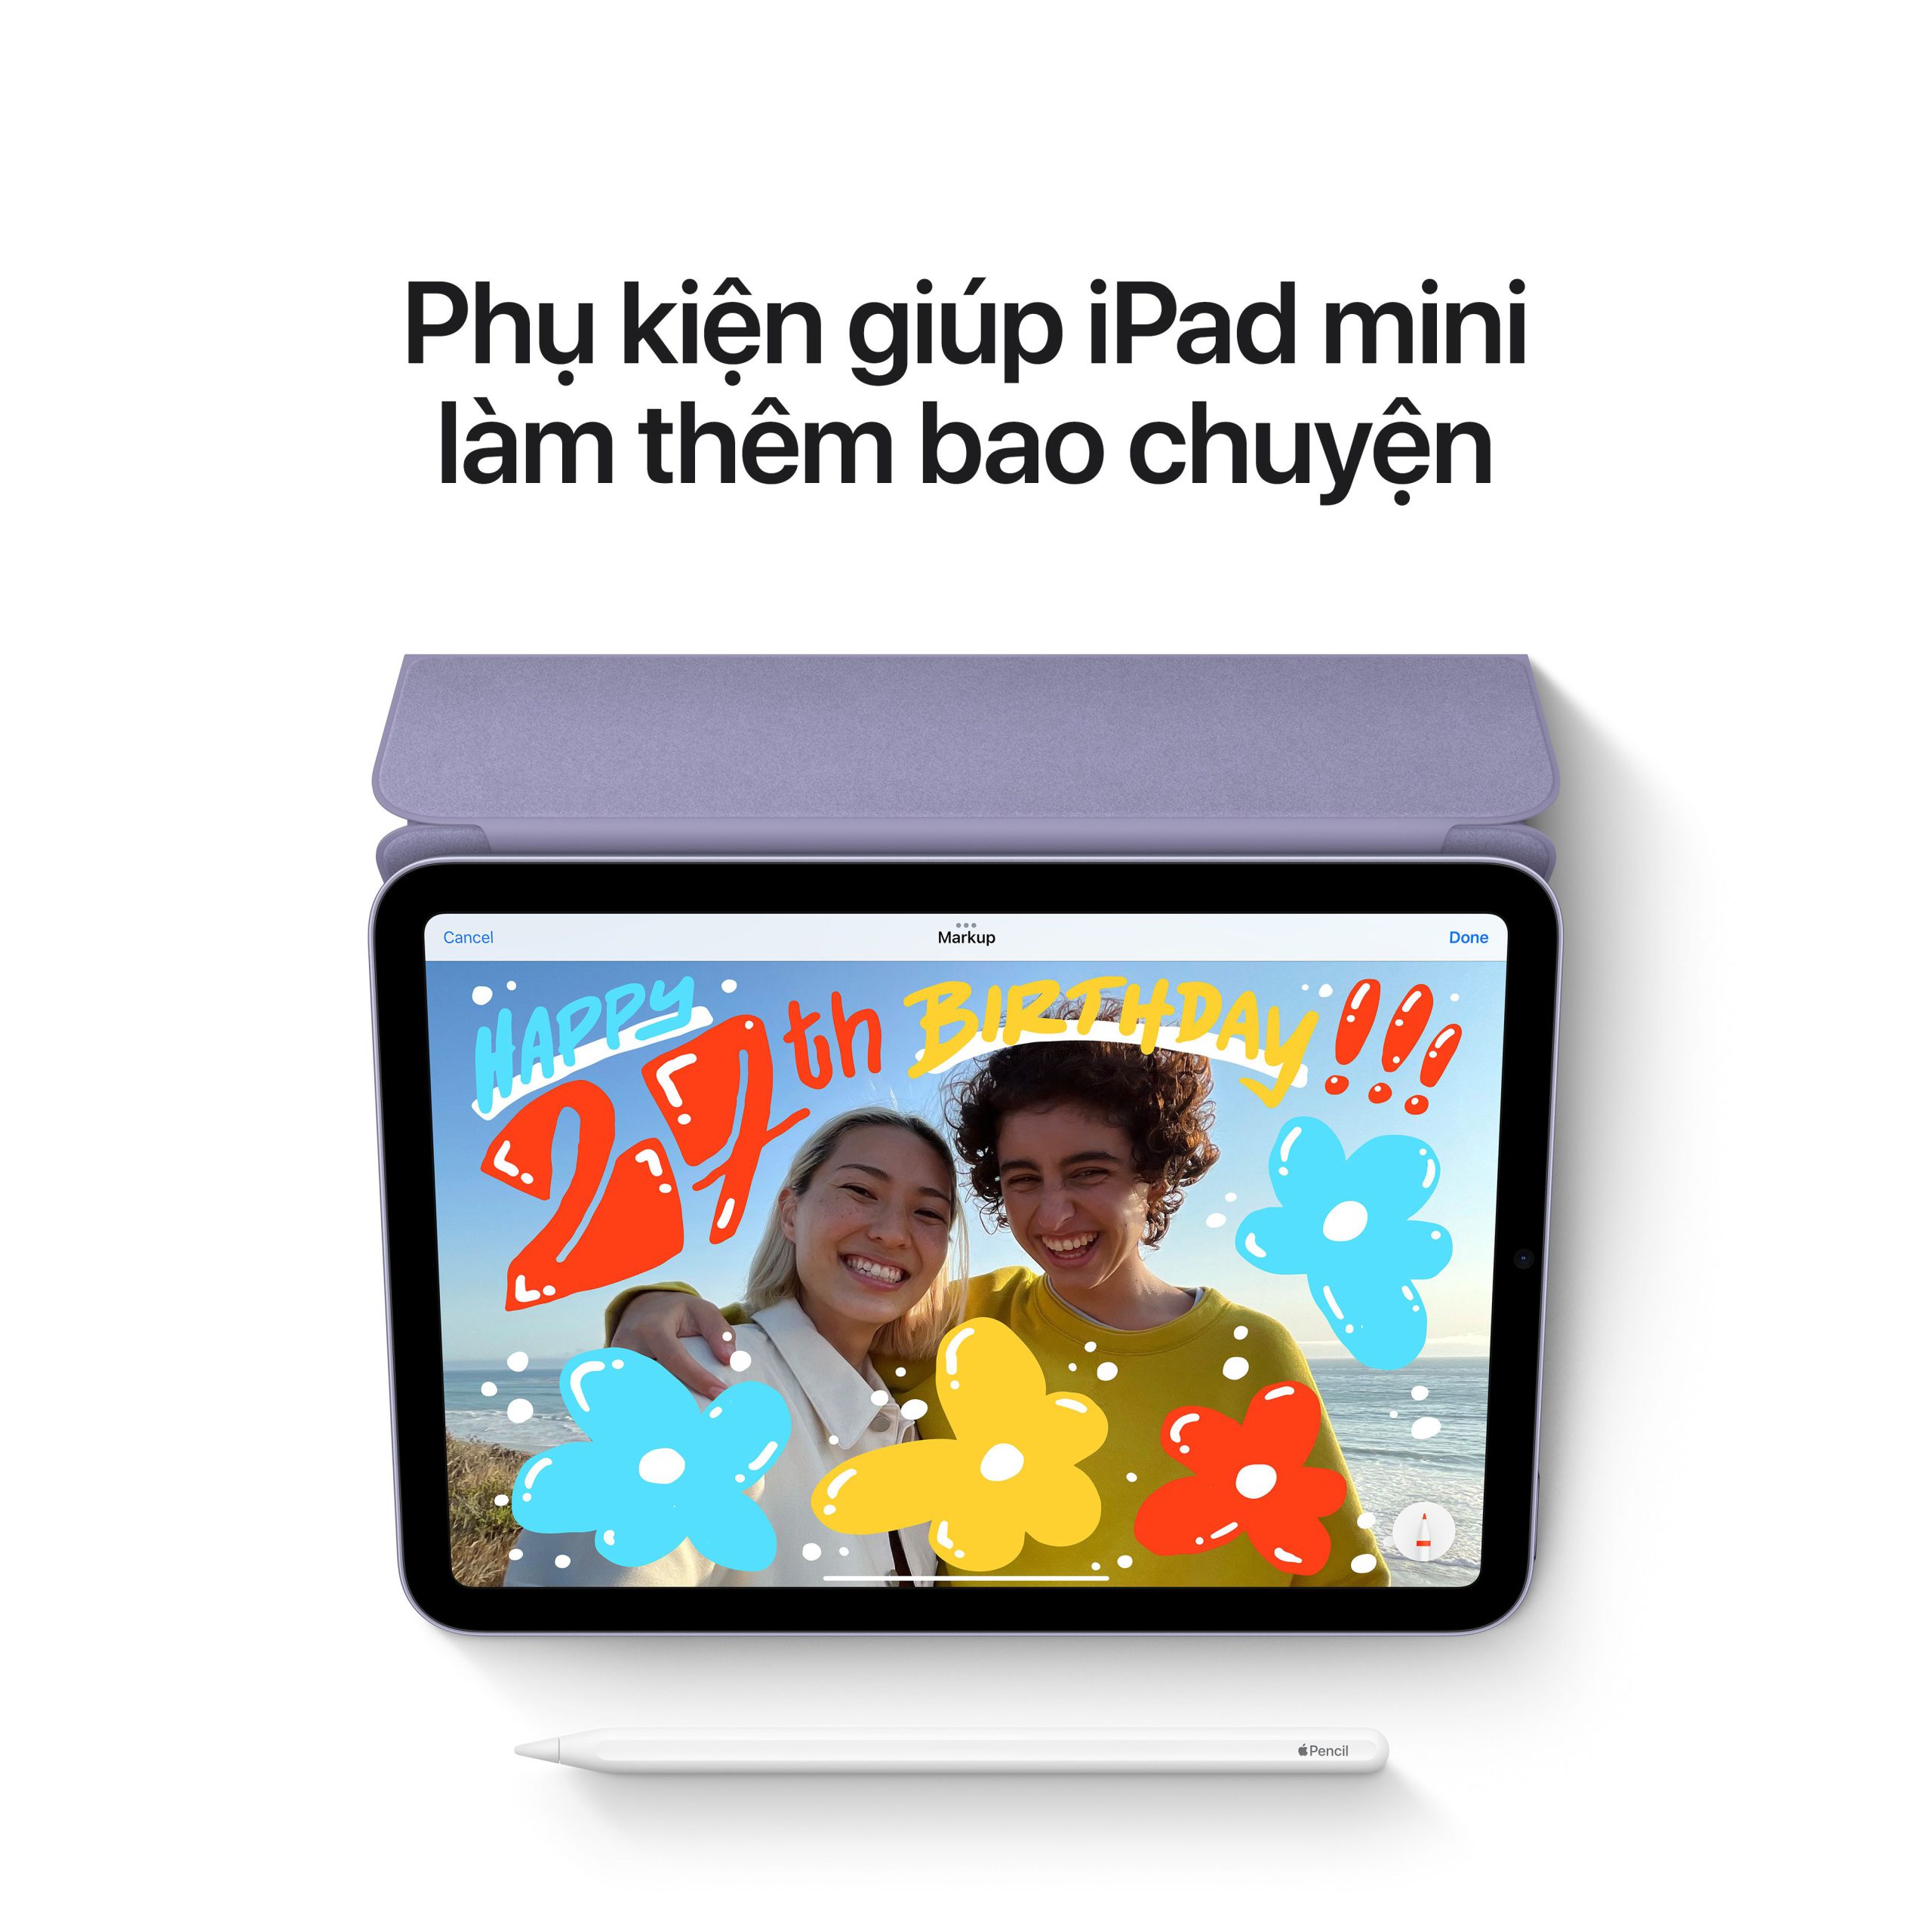 Phụ kiện giúp iPad mini
làm thêm bao chuyện
Cancel
Markup
Done
HAPPY
27th
BIRTHDAY!!!
Pencil